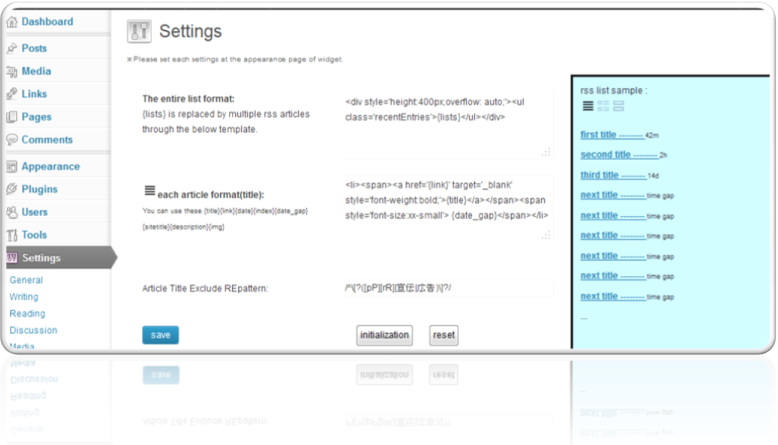 Dashboard
Posts
Media
Links
Pages
Comments
Appearance
Plugins
Users
Tools
Settings
General
Writing
Reading
Discussion
Media
Settings
※Please set each settings at the appearance page of widget.
The entire list format:
{lists} is replaced by multiple rss articles
through the below template.
<div style='height:400px;overflow: auto;'><ul
class='recentEntries'>{lists}</ul></div>
each article format(title):
You can use these {title}{link}{date}{index}{date_gap}
{sitetitle}{description}{img}
<li><span><a href='{link}' target='_blank'
style='font-weight:bold;'>{title}</a></span><span
style='font-size:xx-small'> {date_gap}</span></li>
Article Title Exclude REpattern:
save
initialization
reset
rss list sample :
first title --------- 42m
second title --------- 2h
third title --------- 14d
next title --------- time gap
next title --------- time gap
next title --------- time gap
next title --------- time gap
next title --------- time gap
next title --------- time gap
...